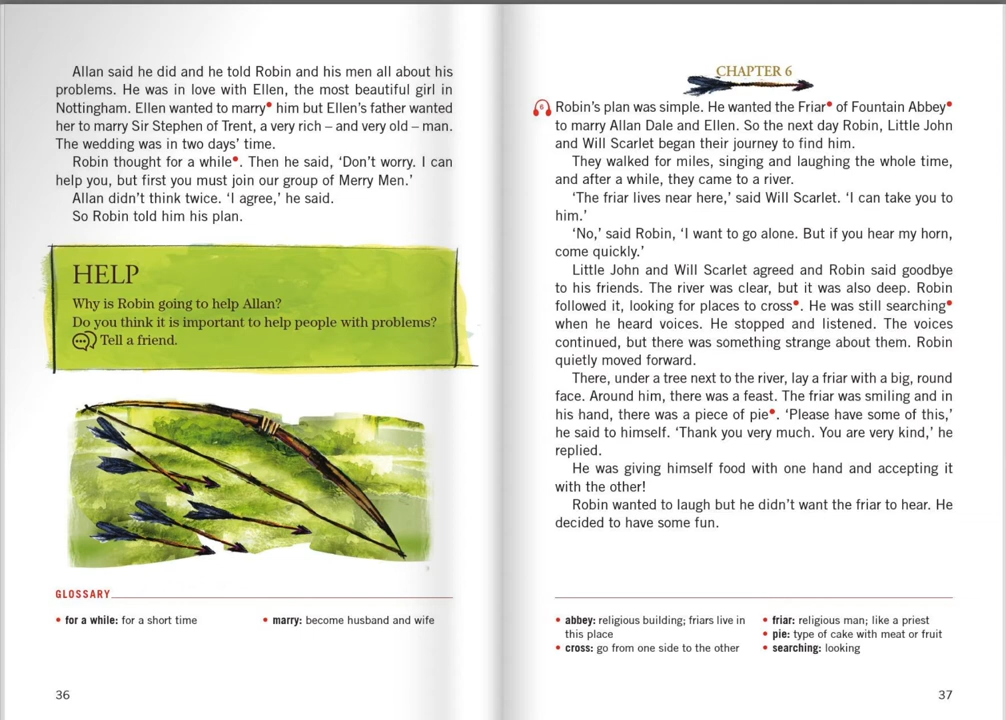 Allan said he did and he told Robin and his men all about his
problems. He was in love with Ellen, the most beautiful girl in
Nottingham. Ellen wanted to marry• him but Ellen's father wanted
her to marry Sir Stephen of Trent, a very rich – and very old – man.
The wedding was in two days' time.
Robin thought for a while•. Then he said, 'Don't worry. I can
help you, but first you must join our group of Merry Men.'
Allan didn't think twice. 'I agree,' he said.
So Robin told him his plan.
HELP
Why is Robin going to help Allan?
Do you think it is important to help people with problems?
Tell a friend.
GLOSSARY
• for a while: for a short time
• marry: become husband and wife
36
CHAPTER 6
6
Robin's plan was simple. He wanted the Friar• of Fountain Abbey•
to marry Allan Dale and Ellen. So the next day Robin, Little John
and Will Scarlet began their journey to find him.
They walked for miles, singing and laughing the whole time,
and after a while, they came to a river.
'The friar lives near here,' said Will Scarlet. 'I can take you to
him.'
'No,' said Robin, 'I want to go alone. But if you hear my horn,
come quickly.'
Little John and Will Scarlet agreed and Robin said goodbye
to his friends. The river was clear, but it was also deep. Robin
followed it, looking for places to cross•. He was still searching•
when he heard voices. He stopped and listened. The voices
continued, but there was something strange about them. Robin
quietly moved forward.
There, under a tree next to the river, lay a friar with a big, round
face. Around him, there was a feast. The friar was smiling and in
his hand, there was a piece of pie•. 'Please have some of this,'
he said to himself. 'Thank you very much. You are very kind,' he
replied.
He was giving himself food with one hand and accepting it
with the other!
Robin wanted to laugh but he didn't want the friar to hear. He
decided to have some fun.
• abbey: religious building; friars live in
this place
• cross: go from one side to the other
• friar: religious man; like a priest
• pie: type of cake with meat or fruit
• searching: looking
37